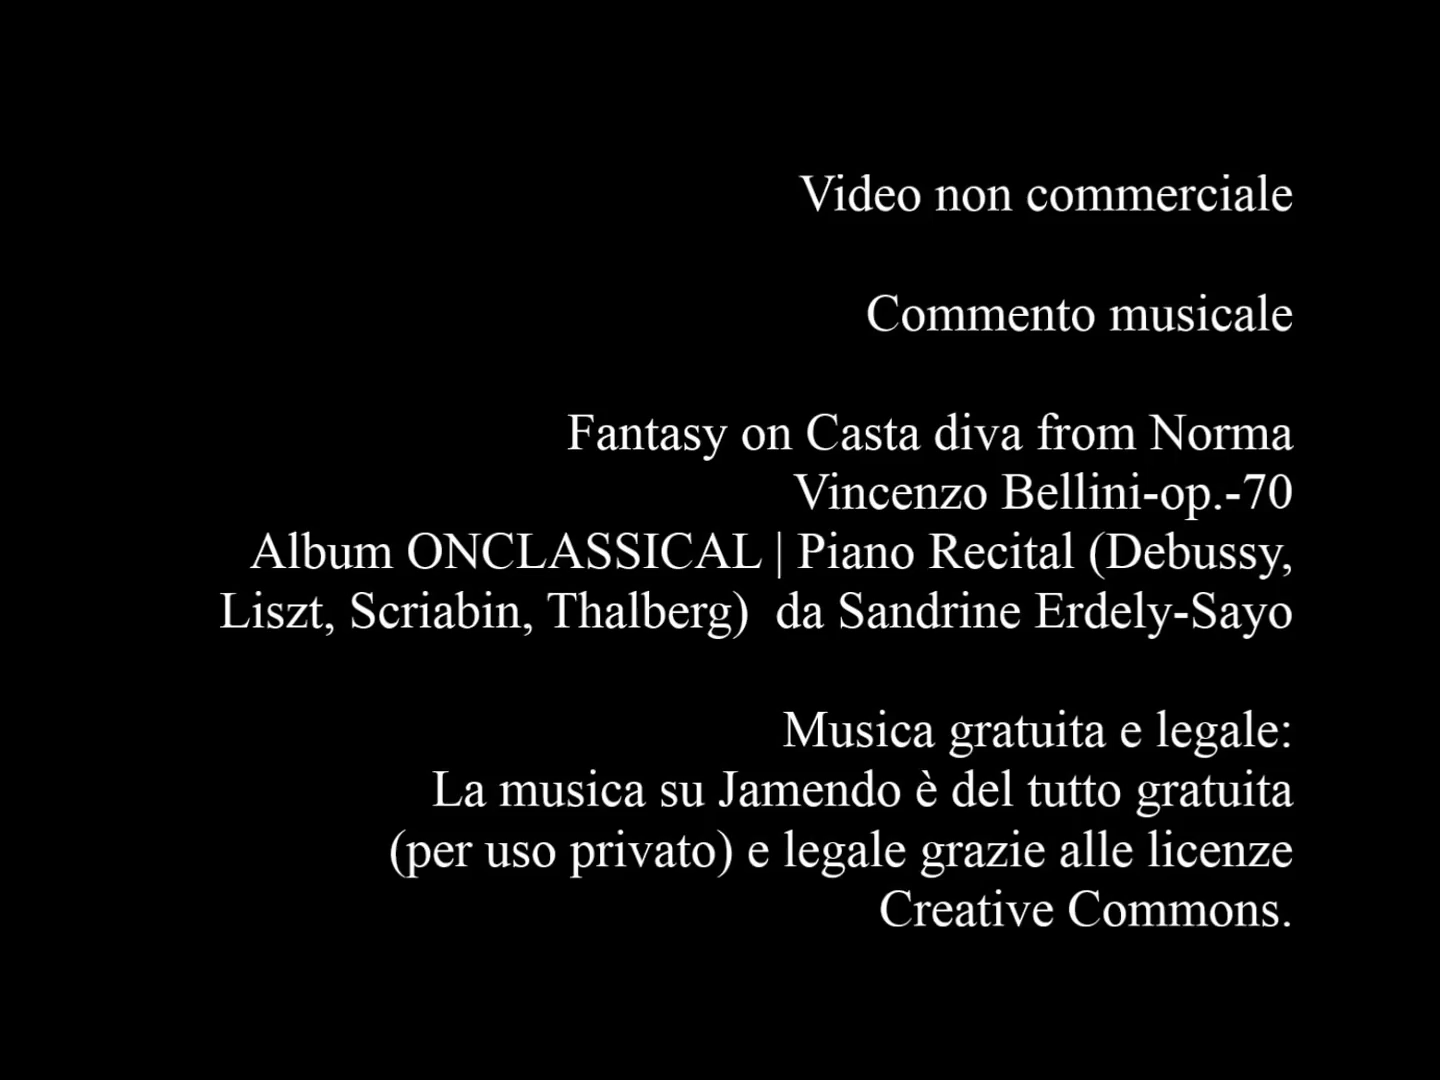 Video non commerciale
Commento musicale
Fantasy on Casta diva from Norma
Vincenzo Bellini-op.-70
Album ONCLASSICAL | Piano Recital (Debussy,
Liszt, Scriabin, Thalberg)  da Sandrine Erdely-Sayo
Musica gratuita e legale:
La musica su Jamendo è del tutto gratuita
(per uso privato) e legale grazie alle licenze
Creative Commons.